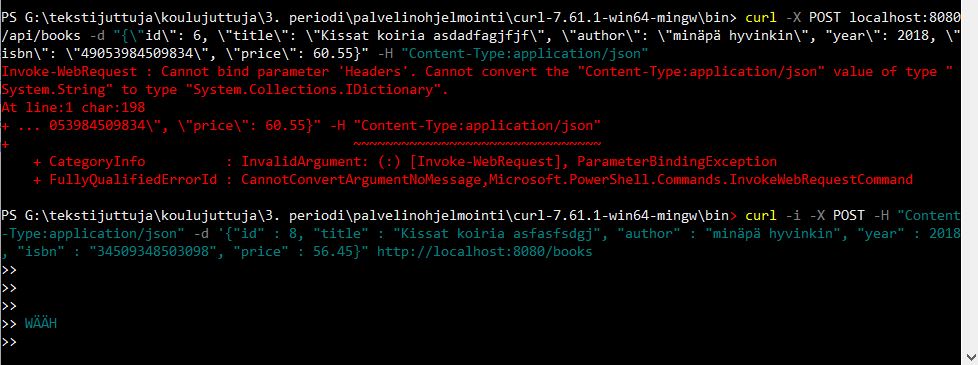 PS G:\tekstijuttuja\koulujuttuja\3. periodi\palvelinohjelmointi\curl-7.61.1-win64-mingw\bin> curl -X POST localhost:8080
/api/books -d "{\"id\": 6, \"title\": \"Kissat koiria asdadfagjfjf\", \"author\": \"minäpä hyvinkin\", \"year\": 2018, \"
isbn\": \"49053984509834\", \"price\": 60.55}" -H "Content-Type:application/json"
Invoke-WebRequest : Cannot bind parameter 'Headers'. Cannot convert the "Content-Type:application/json" value of type "
System.String" to type "System.Collections.IDictionary".
At line:1 char:198
+ ... 053984509834\", \"price\": 60.55}" -H "Content-Type:application/json"
+                                           ~~~~~~~~~~~~~~~~~~~~~~~~~~~~~~~
    + CategoryInfo          : InvalidArgument: (:) [Invoke-WebRequest], ParameterBindingException
    + FullyQualifiedErrorId : CannotConvertArgumentNoMessage,Microsoft.PowerShell.Commands.InvokeWebRequestCommand
PS G:\tekstijuttuja\koulujuttuja\3. periodi\palvelinohjelmointi\curl-7.61.1-win64-mingw\bin> curl -i -X POST -H "Content
-Type:application/json" -d '{"id" : 8, "title" : "Kissat koiria asfasfsdgj", "author" : "minäpä hyvinkin", "year" : 2018
, "isbn" : "34509348503098", "price" : 56.45}" http://localhost:8080/books
>>
>>
>>
>> WÄÄH
>>